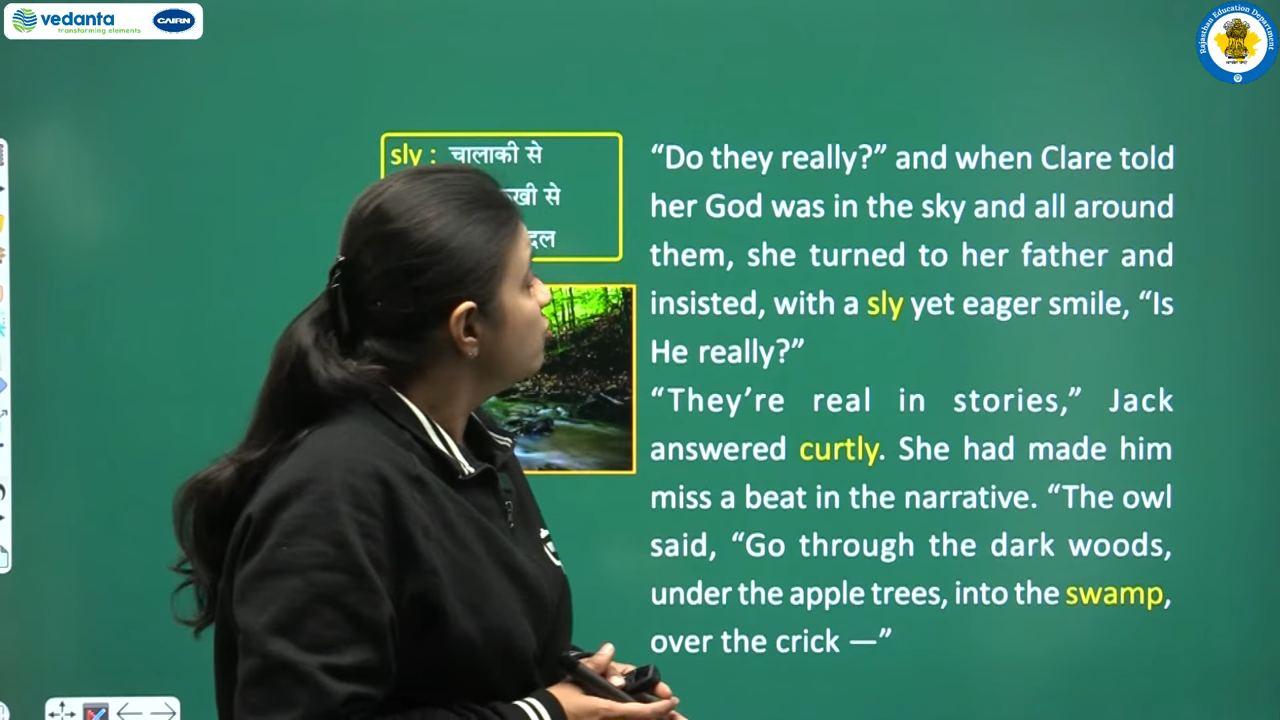 vedanta
transforming elements
CAIRN
Rajasthan Education Department
sly : चालाकी से
से
“Do they really?” and when Clare told
her God was in the sky and all around
them, she turned to her father and
insisted, with a sly yet eager smile, “Is
He really?”
“They’re real in stories,” Jack
answered curtly. She had made him
miss a beat in the narrative. “The owl
said, “Go through the dark woods,
under the apple trees, into the swamp,
over the crick —”